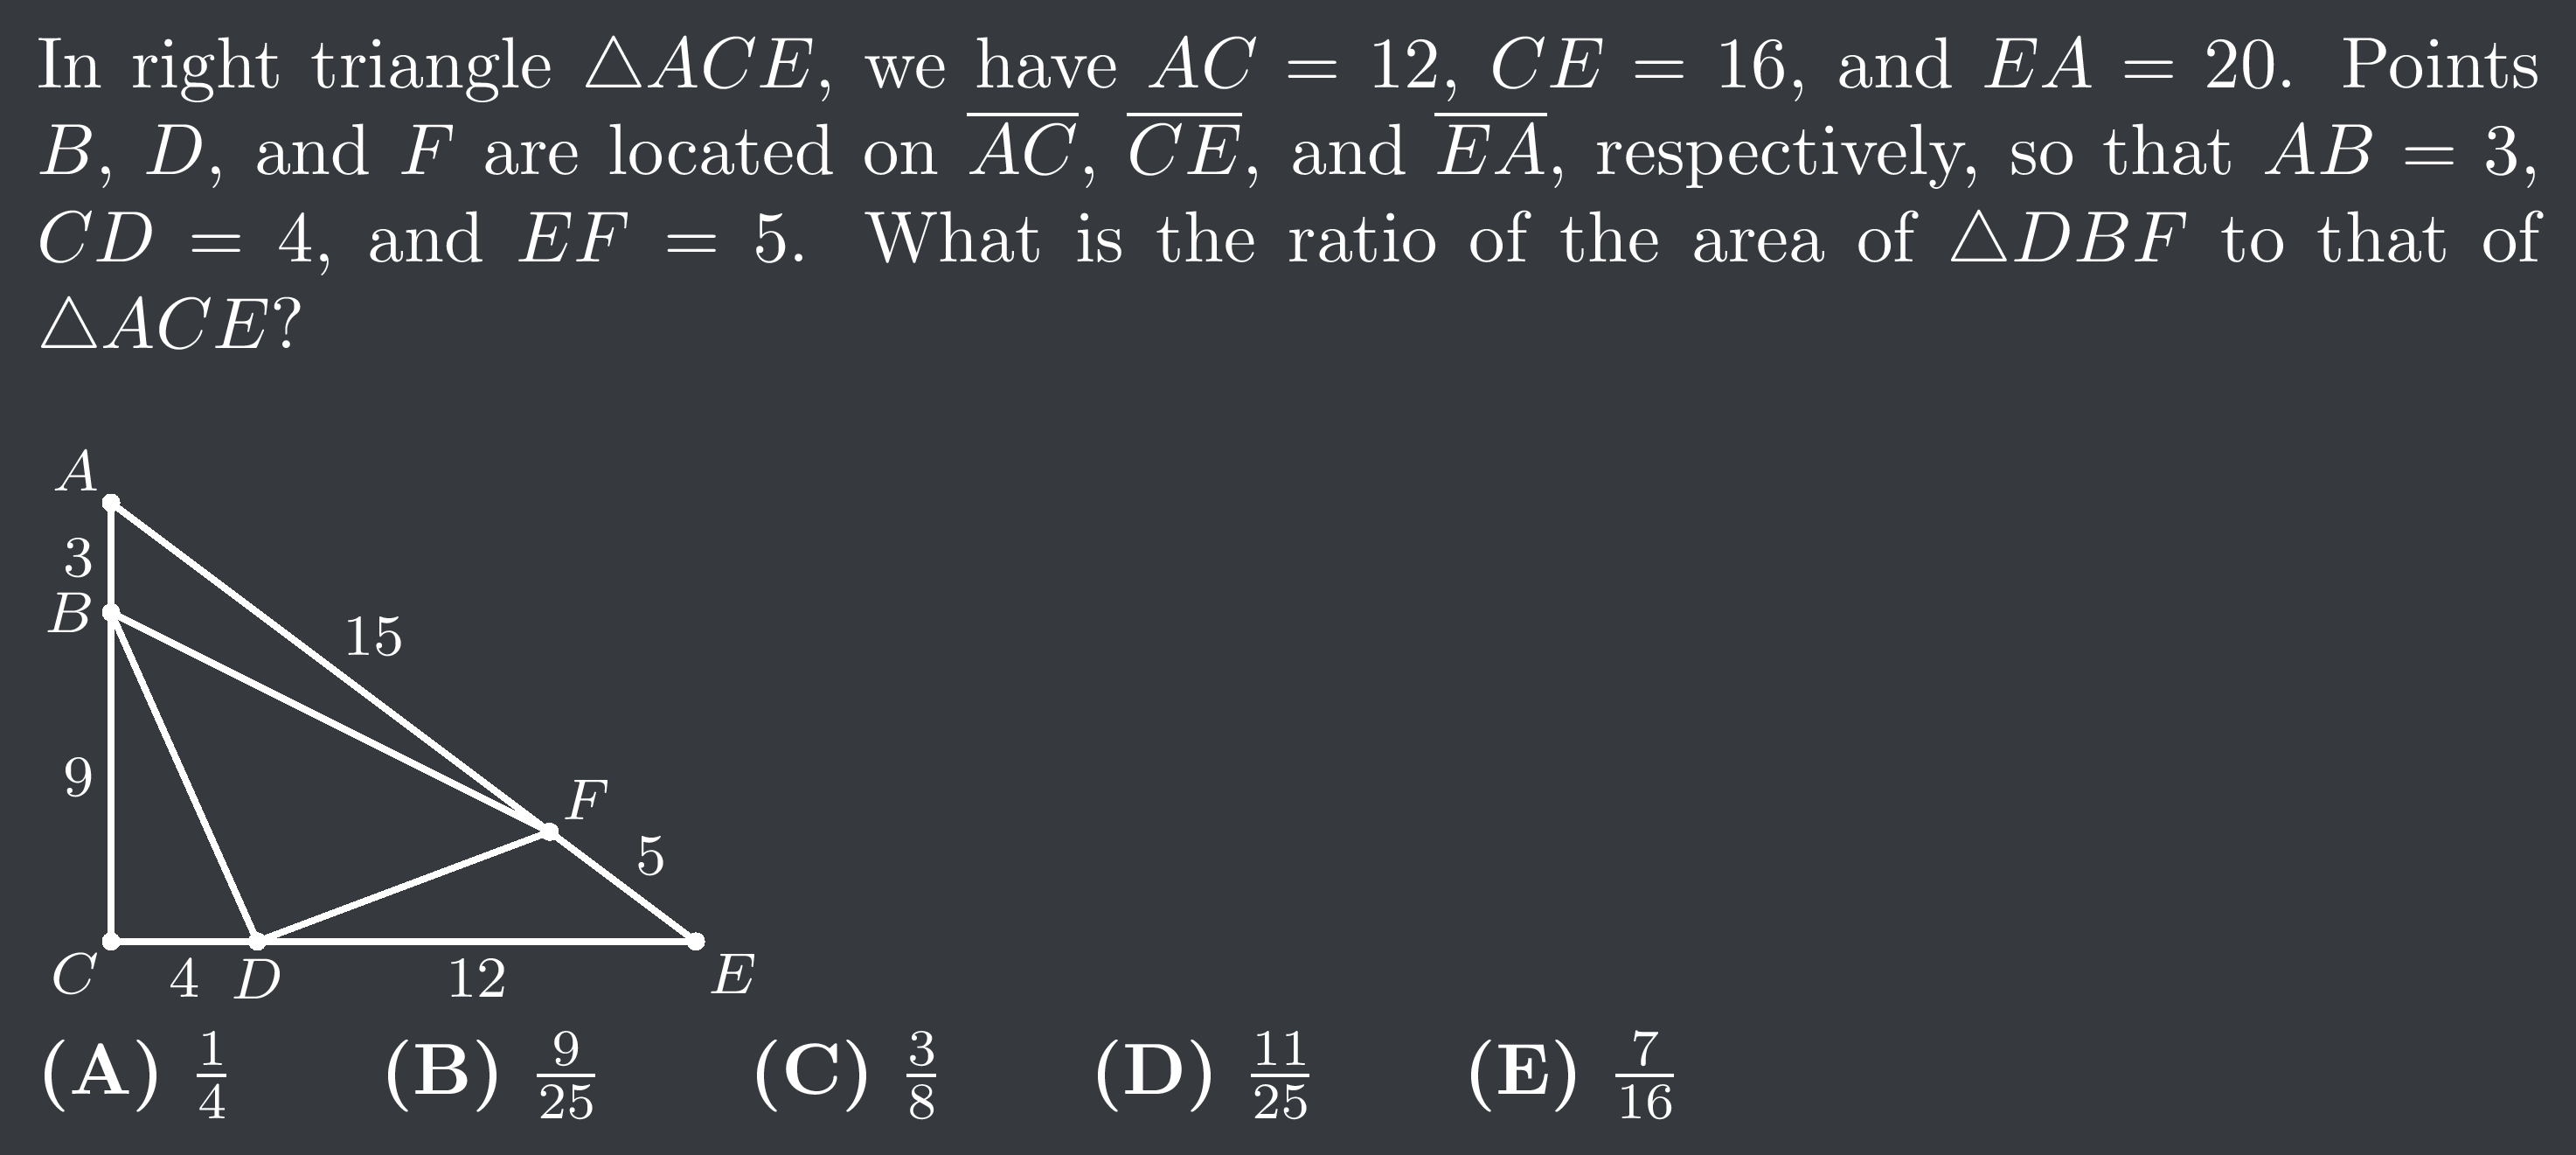 In right triangle △ACE, we have AC = 12, CE = 16, and EA = 20. Points
B, D, and F are located on \overline{AC}, \overline{CE}, and \overline{EA}, respectively, so that AB = 3,
CD = 4, and EF = 5. What is the ratio of the area of △DBF to that of
△ACE?
A
3
B
15
9
F
5
C 4 D 12 E
(A) 1/4 (B) 9/25 (C) 3/8 (D) 11/25 (E) 7/16